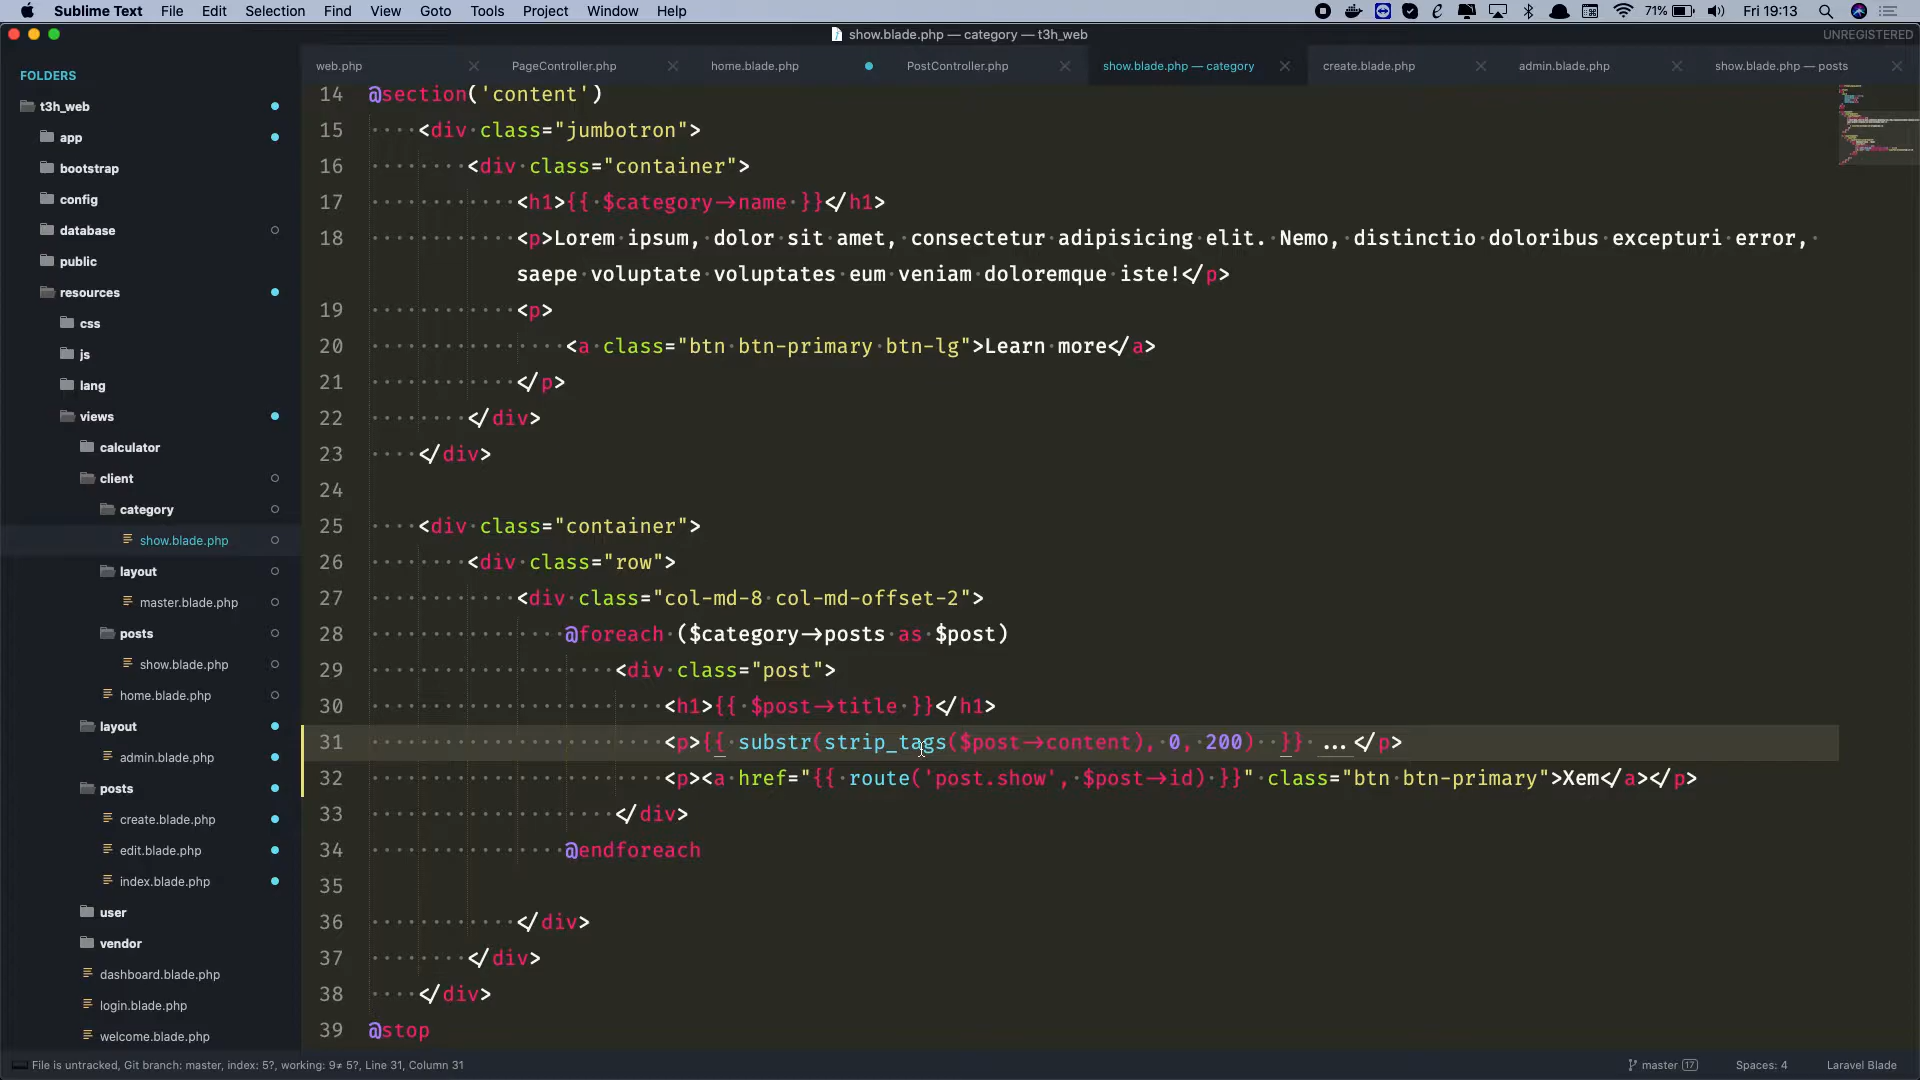 Sublime Text File Edit Selection Find View Goto Tools Project Window Help 71% Fri 19:13
show.blade.php — category — t3h_web UNREGISTERED
web.php PageController.php home.blade.php PostController.php show.blade.php — category create.blade.php admin.blade.php show.blade.php — posts
FOLDERS
t3h_web
app
bootstrap
config
database
public
resources
css
js
lang
views
calculator
client
category
show.blade.php
layout
master.blade.php
posts
show.blade.php
home.blade.php
layout
admin.blade.php
posts
create.blade.php
edit.blade.php
index.blade.php
user
vendor
dashboard.blade.php
login.blade.php
welcome.blade.php
14 @section('content')
15 <div class="jumbotron">
16 <div class="container">
17 <h1>{{ $category->name }}</h1>
18 <p>Lorem ipsum, dolor sit amet, consectetur adipisicing elit. Nemo, distinctio doloribus excepturi error,
saepe voluptate voluptates eum veniam doloremque iste!</p>
19 <p>
20 <a class="btn btn-primary btn-lg">Learn more</a>
21 </p>
22 </div>
23 </div>
24
25 <div class="container">
26 <div class="row">
27 <div class="col-md-8 col-md-offset-2">
28 @foreach ($category->posts as $post)
29 <div class="post">
30 <h1>{{ $post->title }}</h1>
31 <p>{{ substr(strip_tags($post->content), 0, 200)  }} ...</p>
32 <p><a href="{{ route('post.show', $post->id) }}" class="btn btn-primary">Xem</a></p>
33 </div>
34 @endforeach
35
36 </div>
37 </div>
38 </div>
39 @stop
File is untracked, Git branch: master, index: 5?, working: 9≠ 5?, Line 31, Column 31 master 17 Spaces: 4 Laravel Blade